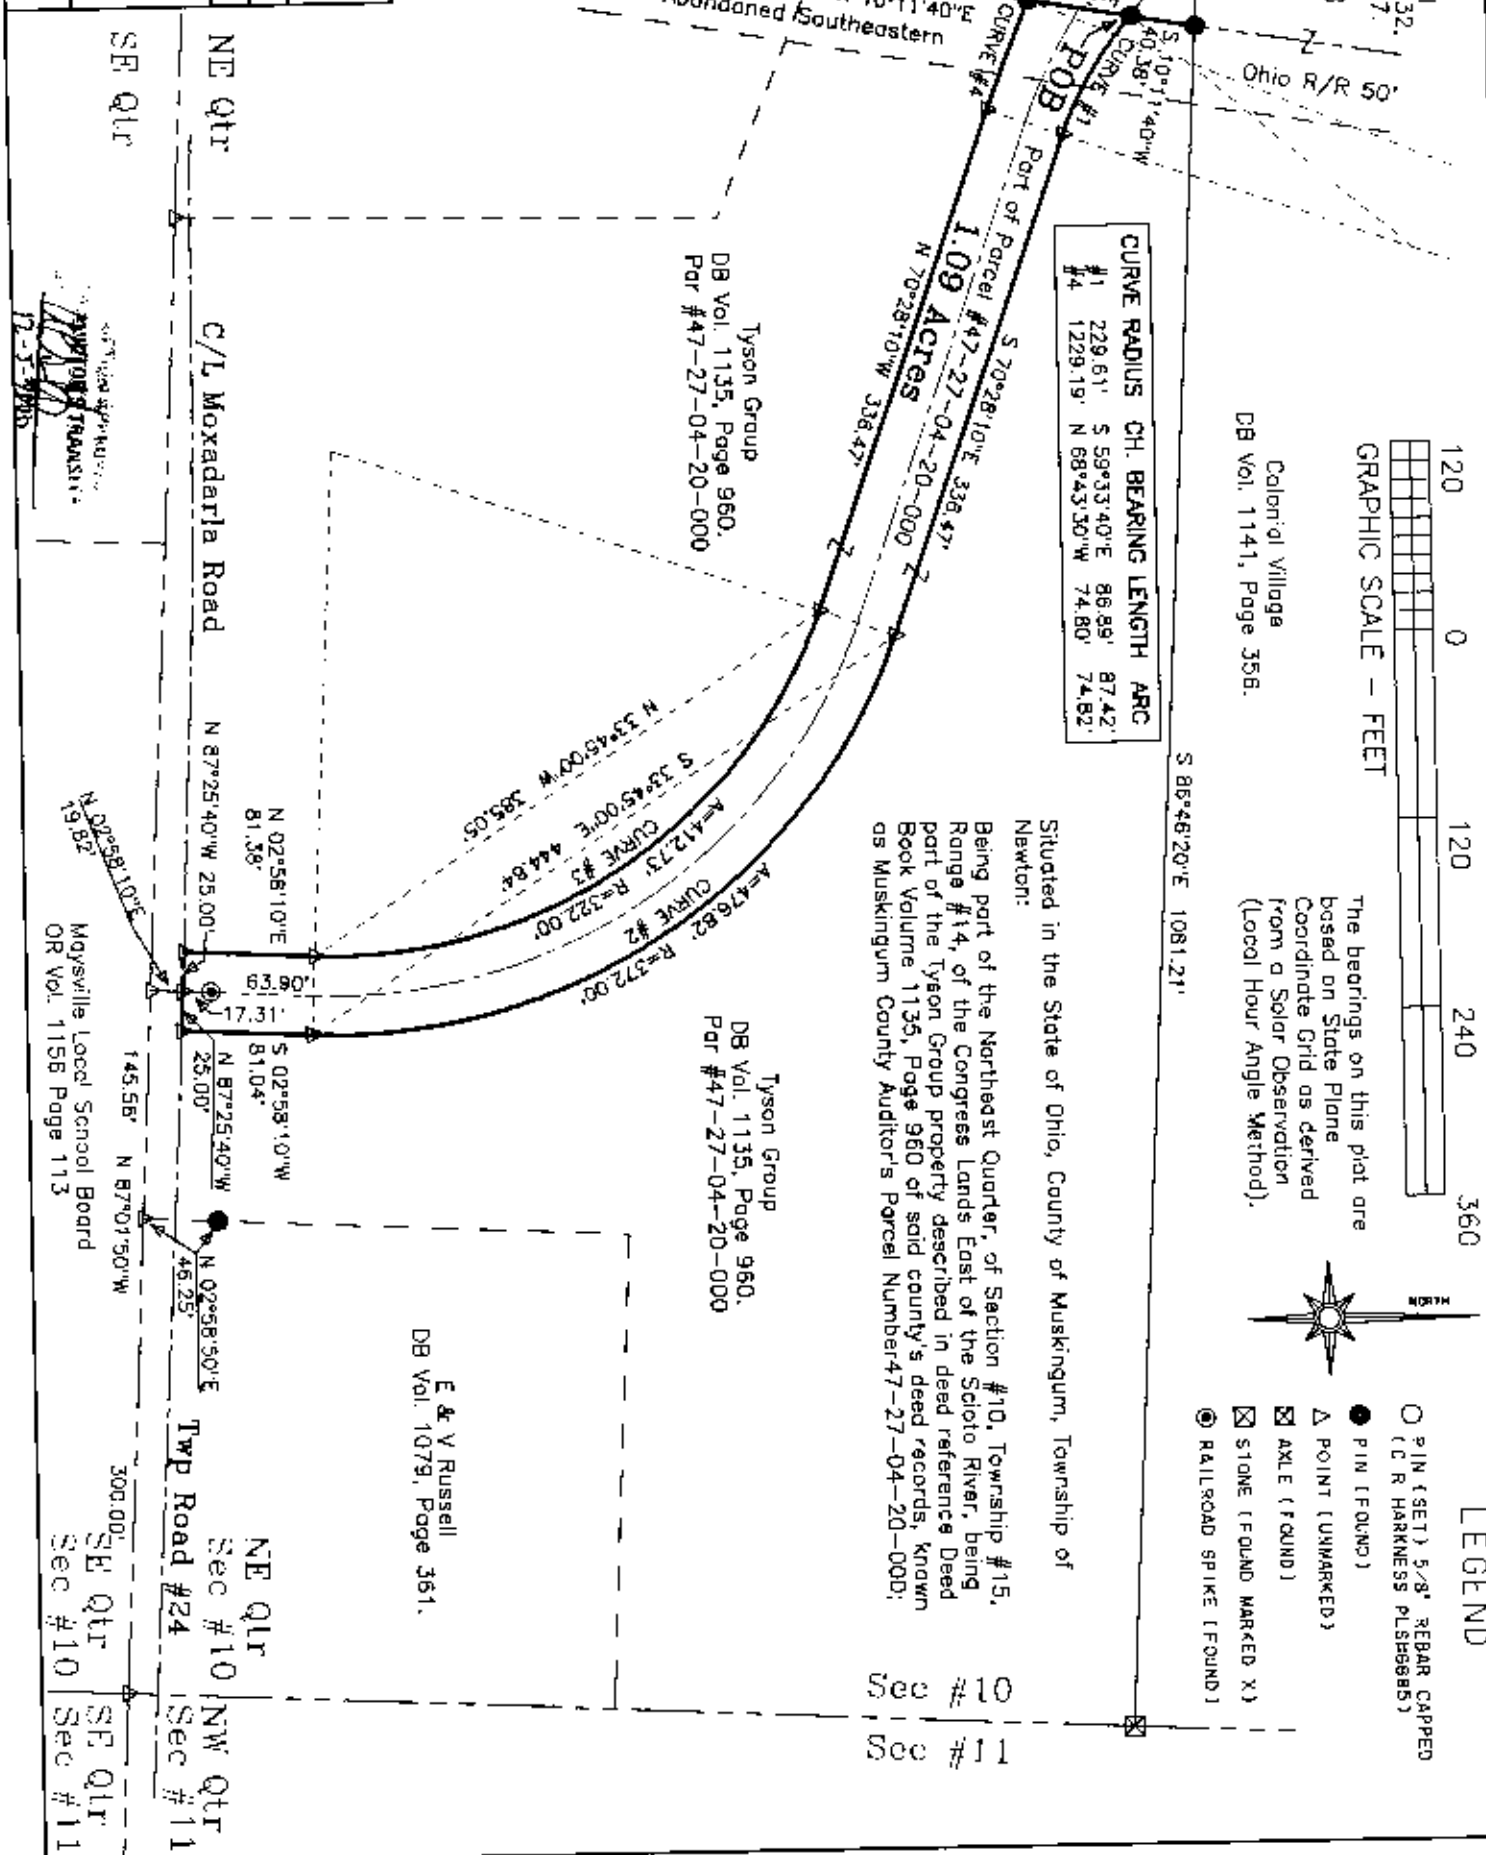 LEGEND
PIN (SET) 5/8" REBAR CAPPED
(C R HARKNESS PLS#6885)
PIN (FOUND)
POINT (UNMARKED)
AXLE (FOUND)
STONE (FOUND MARKED X)
RAILROAD SPIKE (FOUND)
NORTH
120 0 120 240 360
GRAPHIC SCALE - FEET
The bearings on this plat are
based on State Plane
Coordinate Grid as derived
from a Solar Observation
(Local Hour Angle Method).
Colonial Village
DB Vol. 1141, Page 356.
S 86°46'20"E 1081.21'
CURVE RADIUS CH. BEARING LENGTH ARC
#1 229.61' S 59°33'40"E 86.89' 87.42'
#4 1229.19' N 68°43'30"W 74.80' 74.82'
Situated in the State of Ohio, County of Muskingum, Township of
Newton:
Being part of the Northeast Quarter, of Section #10, Township #15,
Range #14, of the Congress Lands East of the Scioto River, being
part of the Tyson Group property described in deed reference Deed
Book Volume 1135, Page 960 of said county's deed records, known
as Muskingum County Auditor's Parcel Number47-27-04-20-000:
Sec #10
Sec #11
Ohio R/R 50'
S 10°11'40"W
40.38'
CURVE #1
POB
CURVE #4
10°11'40"E
Abandoned Southeastern
Part of Parcel #47-27-04-20-000
1.09 Acres
S 70°28'10"E 338.47'
N 70°28'10"W 338.47'
Tyson Group
DB Vol. 1135, Page 960.
Par #47-27-04-20-000
N 33°45'00"W 385.05'
S 33°45'00"E 444.84'
A=412.73' R=322.00'
CURVE #3
A=476.82' R=372.00'
CURVE #2
Tyson Group
DB Vol. 1135, Page 960.
Par #47-27-04-20-000
E & V Russell
DB Vol. 1079, Page 361.
N 02°58'10"E
81.38'
63.90'
17.31'
S 02°58'10"W
81.04'
N 87°25'40"W 25.00'
N 87°25'40"W
25.00'
N 02°58'10"E
19.82'
N 02°58'50"E
46.25'
145.56' N 87°01'50"W
300.00'
NE Qtr
SE Qtr
C/L Moxadarla Road
Twp Road #24
Maysville Local School Board
OR Vol. 1156 Page 113
NE Qtr
Sec #10
NW Qtr
Sec #11
SE Qtr
Sec #10
SE Qtr
Sec #11
TRANSFER